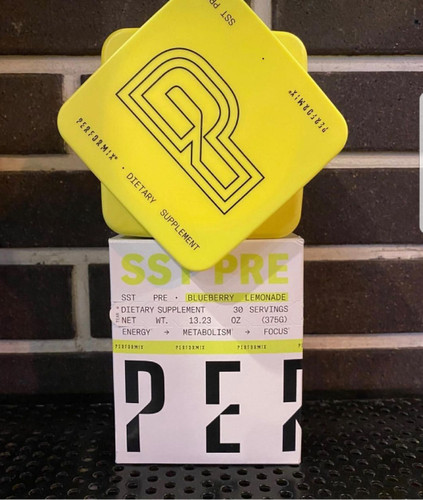 SST PR
PERFORMIX®
PERFORMIX® · DIETARY SUPPLEMENT
SST PRE
SST PRE · BLUEBERRY LEMONADE
DIETARY SUPPLEMENT 30 SERVINGS
NET WT. 13.23 OZ (375G)
ENERGY → METABOLISM → FOCUS
PERFORMIX PERFORMIX PERFORMIX
PER